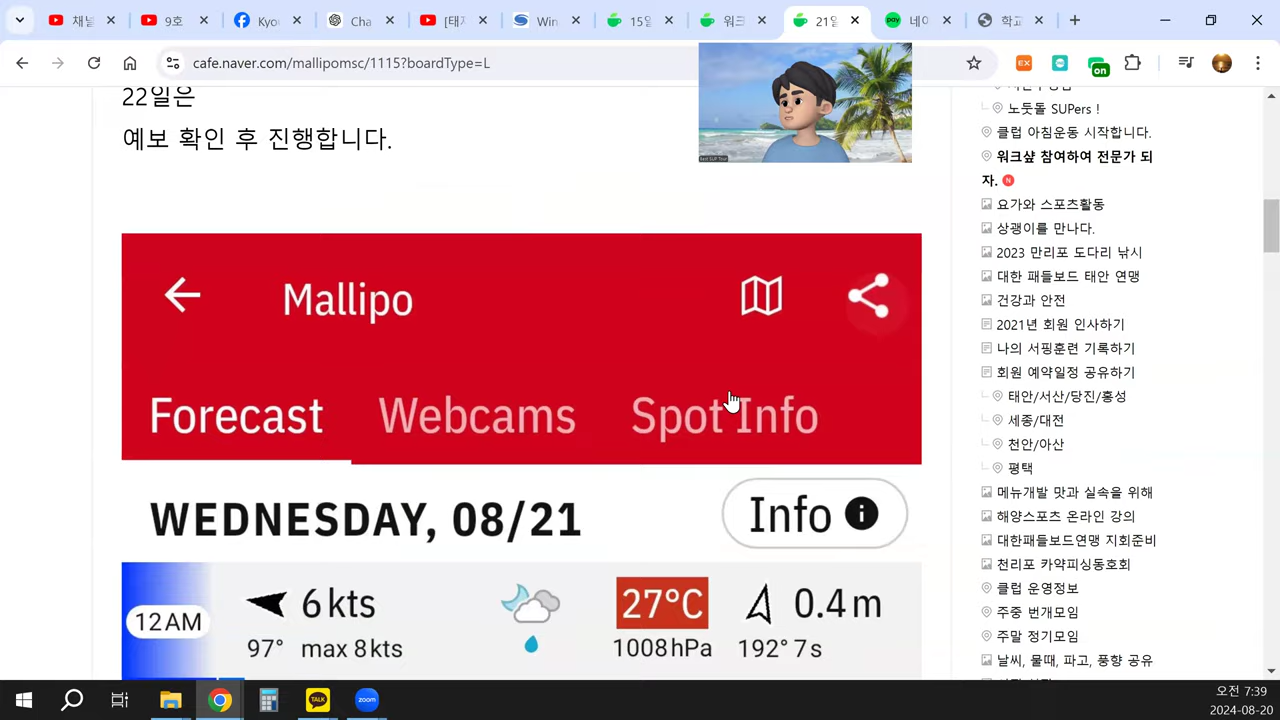 채널
9호
Kyo
Cha
[태
Win
15일
워크
21일
네이
학교
cafe.naver.com/mallipomsc/1115?boardType=L
EX
on
22일은
예보 확인 후 진행합니다.
노둣돌 SUPers !
클럽 아침운동 시작합니다.
워크샾 참여하여 전문가 되
자. N
요가와 스포츠활동
상괭이를 만나다.
2023 만리포 도다리 낚시
대한 패들보드 태안 연맹
건강과 안전
2021년 회원 인사하기
나의 서핑훈련 기록하기
회원 예약일정 공유하기
태안/서산/당진/홍성
세종/대전
천안/아산
평택
메뉴개발 맛과 실속을 위해
해양스포츠 온라인 강의
대한패들보드연맹 지회준비
천리포 카약피싱동호회
클럽 운영정보
주중 번개모임
주말 정기모임
날씨, 물때, 파고, 풍향 공유
Mallipo
Forecast Webcams Spot Info
WEDNESDAY, 08/21 Info
12AM 6 kts 27°C 0.4 m
97° max 8 kts 1008 hPa 192° 7 s
TALK
zoom
오전 7:39
2024-08-20